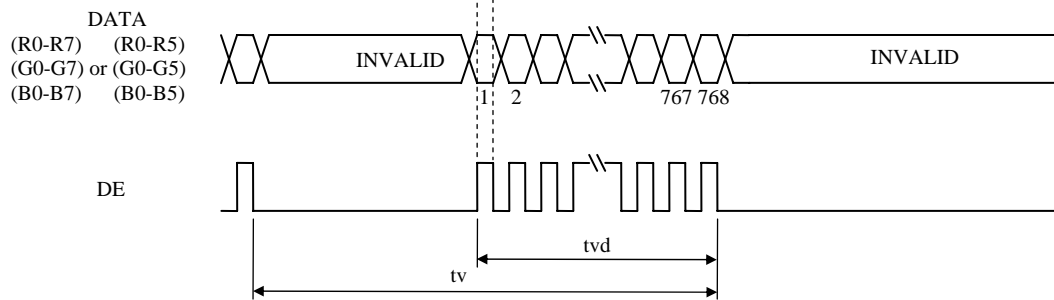 DATA
(R0-R7) (R0-R5)
(G0-G7) or (G0-G5)
(B0-B7) (B0-B5)
INVALID
INVALID
1 2 767 768
DE
tvd
tv